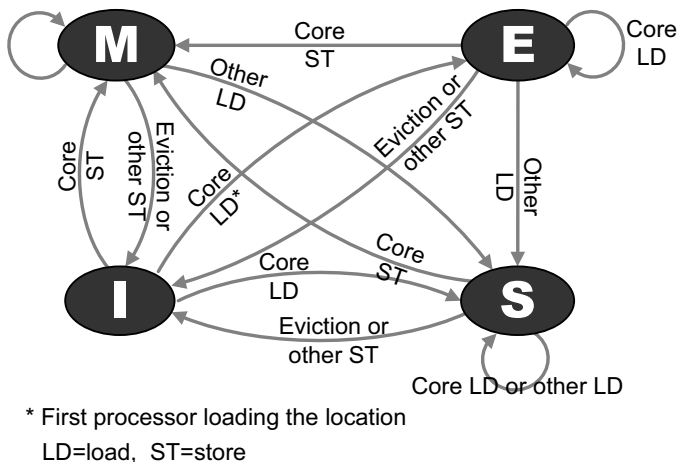 M
E
Core
ST
Core
LD
Other
LD
Eviction or
other ST
Core
ST
Eviction or
other ST
Core
LD*
Other
LD
I
S
Core
LD
Core
ST
Eviction or
other ST
Core LD or other LD
* First processor loading the location
LD=load, ST=store